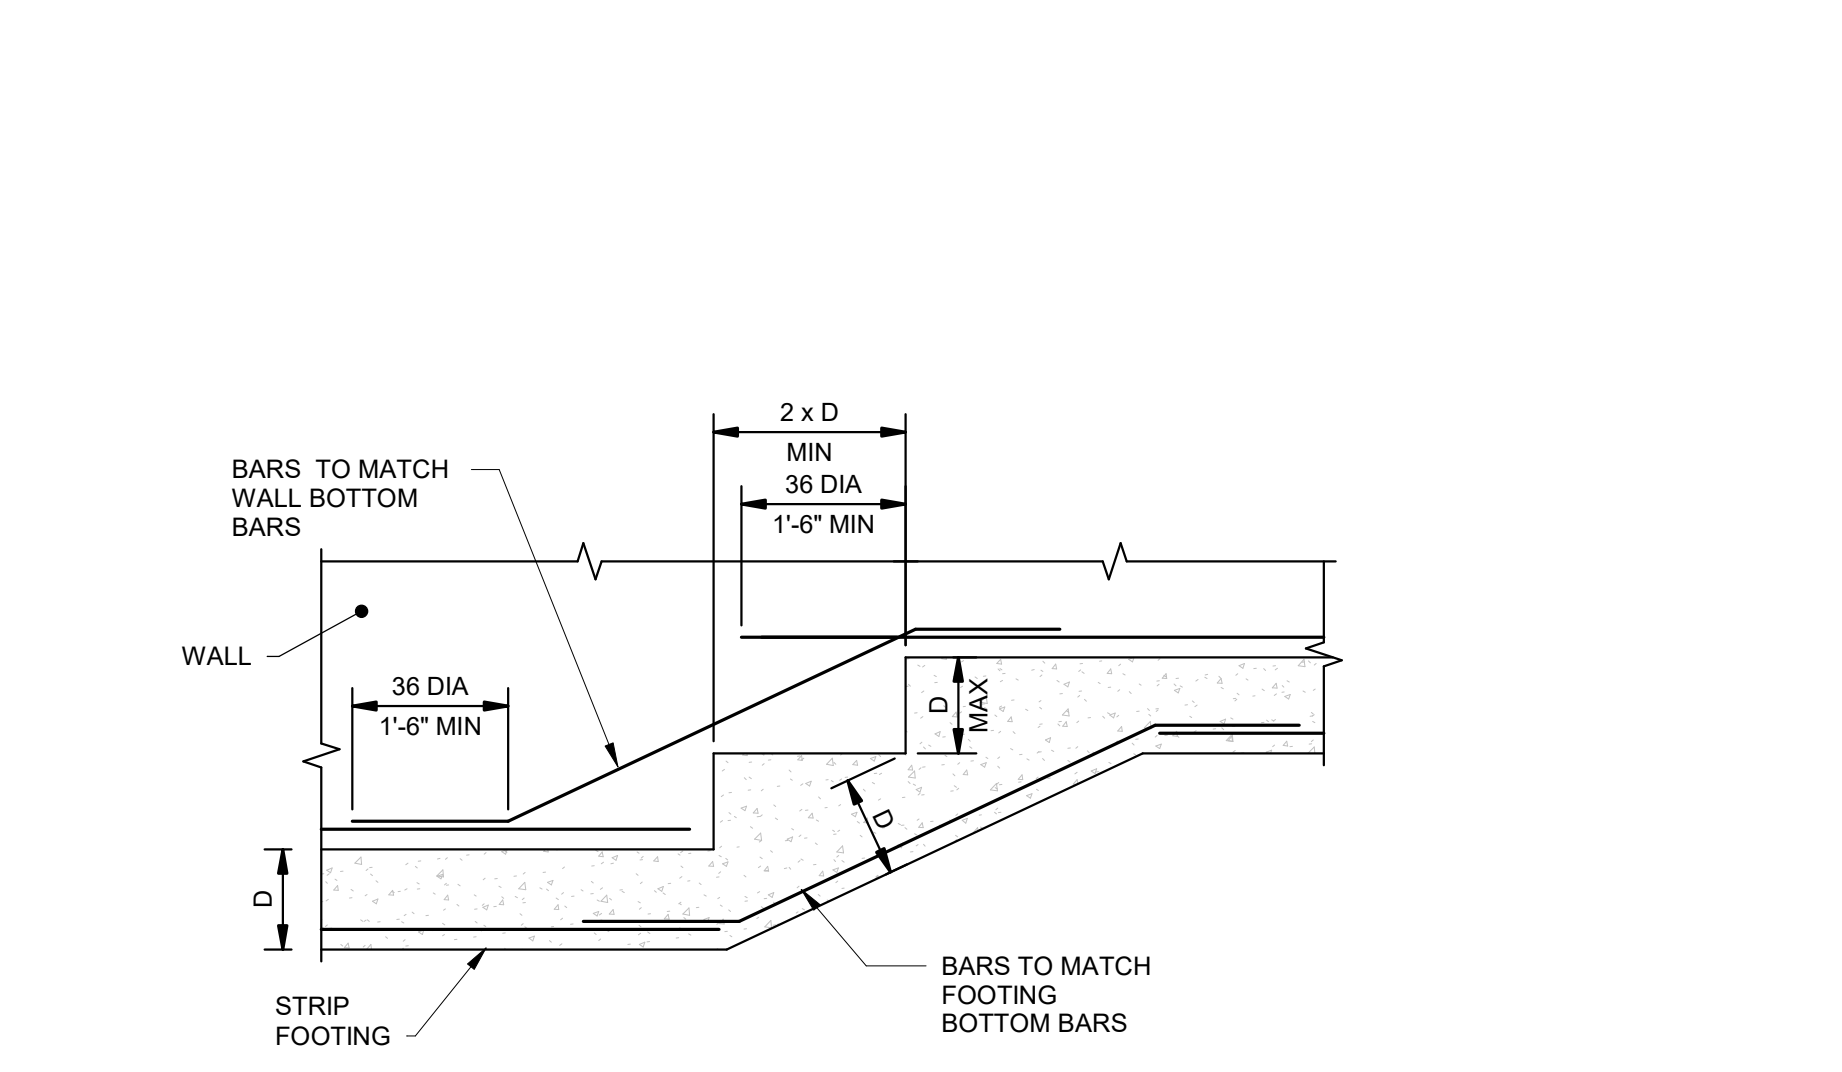 2 x D
MIN
36 DIA
1'-6" MIN
BARS  TO MATCH
WALL BOTTOM
BARS
WALL
36 DIA
1'-6" MIN
D
MAX
D
D
BARS TO MATCH
FOOTING
BOTTOM BARS
STRIP
FOOTING